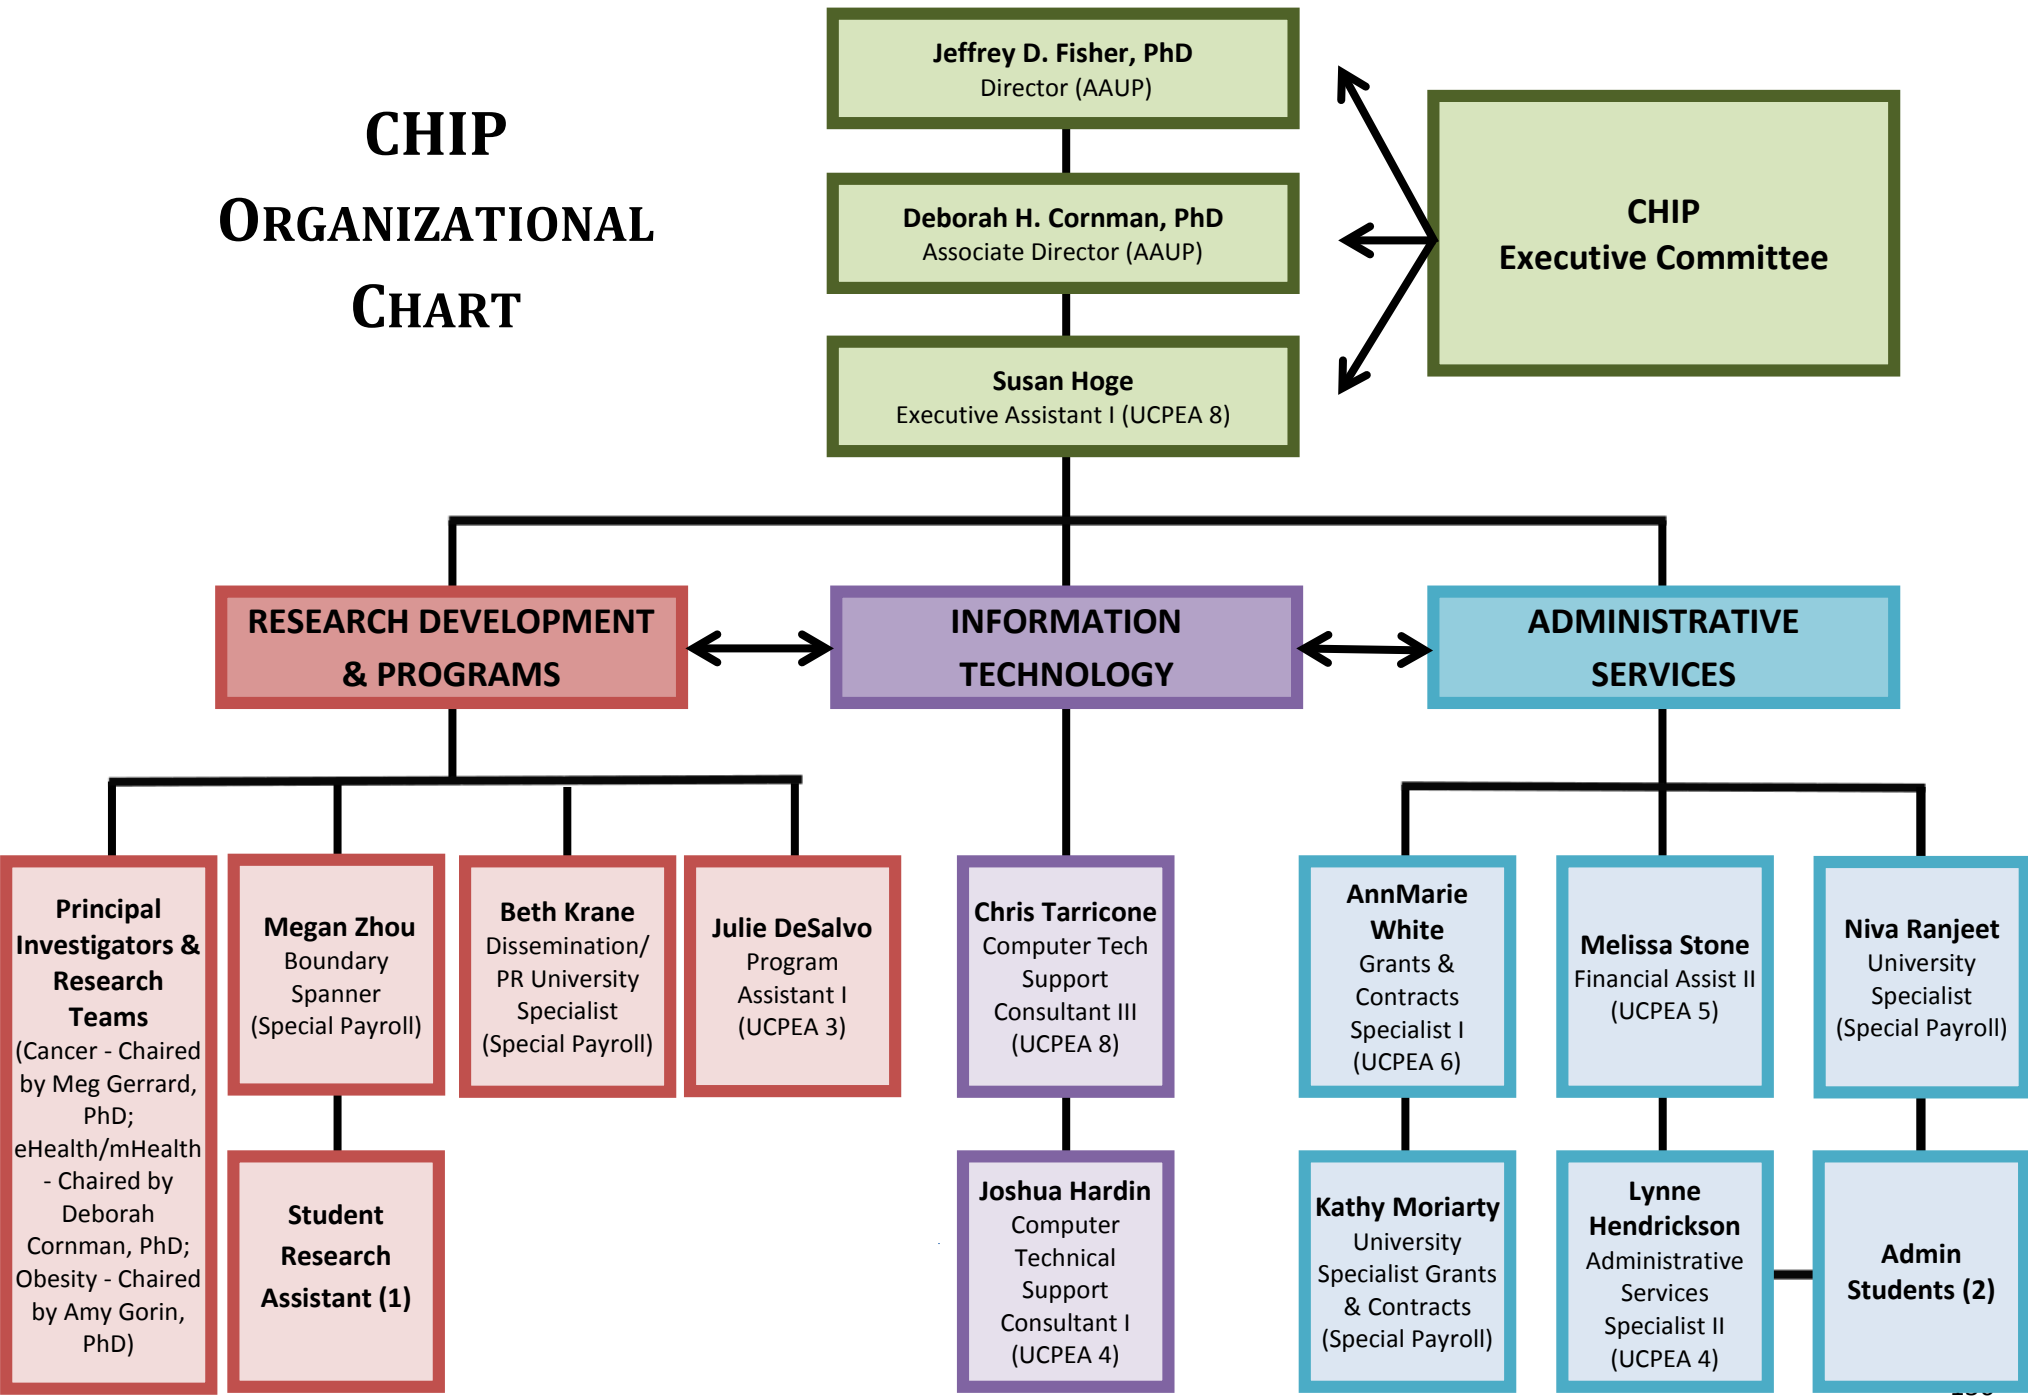 CHIP
ORGANIZATIONAL
CHART
Jeffrey D. Fisher, PhD
Director (AAUP)
Deborah H. Cornman, PhD
Associate Director (AAUP)
Susan Hoge
Executive Assistant I (UCPEA 8)
CHIP
Executive Committee
RESEARCH DEVELOPMENT
& PROGRAMS
INFORMATION
TECHNOLOGY
ADMINISTRATIVE
SERVICES
Principal
Investigators &
Research
Teams
(Cancer - Chaired
by Meg Gerrard,
PhD;
eHealth/mHealth
- Chaired by
Deborah
Cornman, PhD;
Obesity - Chaired
by Amy Gorin,
PhD)
Megan Zhou
Boundary
Spanner
(Special Payroll)
Student
Research
Assistant (1)
Beth Krane
Dissemination/
PR University
Specialist
(Special Payroll)
Julie DeSalvo
Program
Assistant I
(UCPEA 3)
Chris Tarricone
Computer Tech
Support
Consultant III
(UCPEA 8)
Joshua Hardin
Computer
Technical
Support
Consultant I
(UCPEA 4)
AnnMarie
White
Grants &
Contracts
Specialist I
(UCPEA 6)
Kathy Moriarty
University
Specialist Grants
& Contracts
(Special Payroll)
Melissa Stone
Financial Assist II
(UCPEA 5)
Lynne
Hendrickson
Administrative
Services
Specialist II
(UCPEA 4)
Niva Ranjeet
University
Specialist
(Special Payroll)
Admin
Students (2)